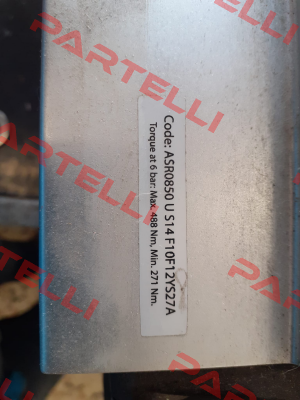 PARTELLI
Code: ASR0850 U S14 F10F12YS27A
Torque at 6 bar: Max. 488 Nm, Min. 271 Nm.
PARTELLI
PARTELLI